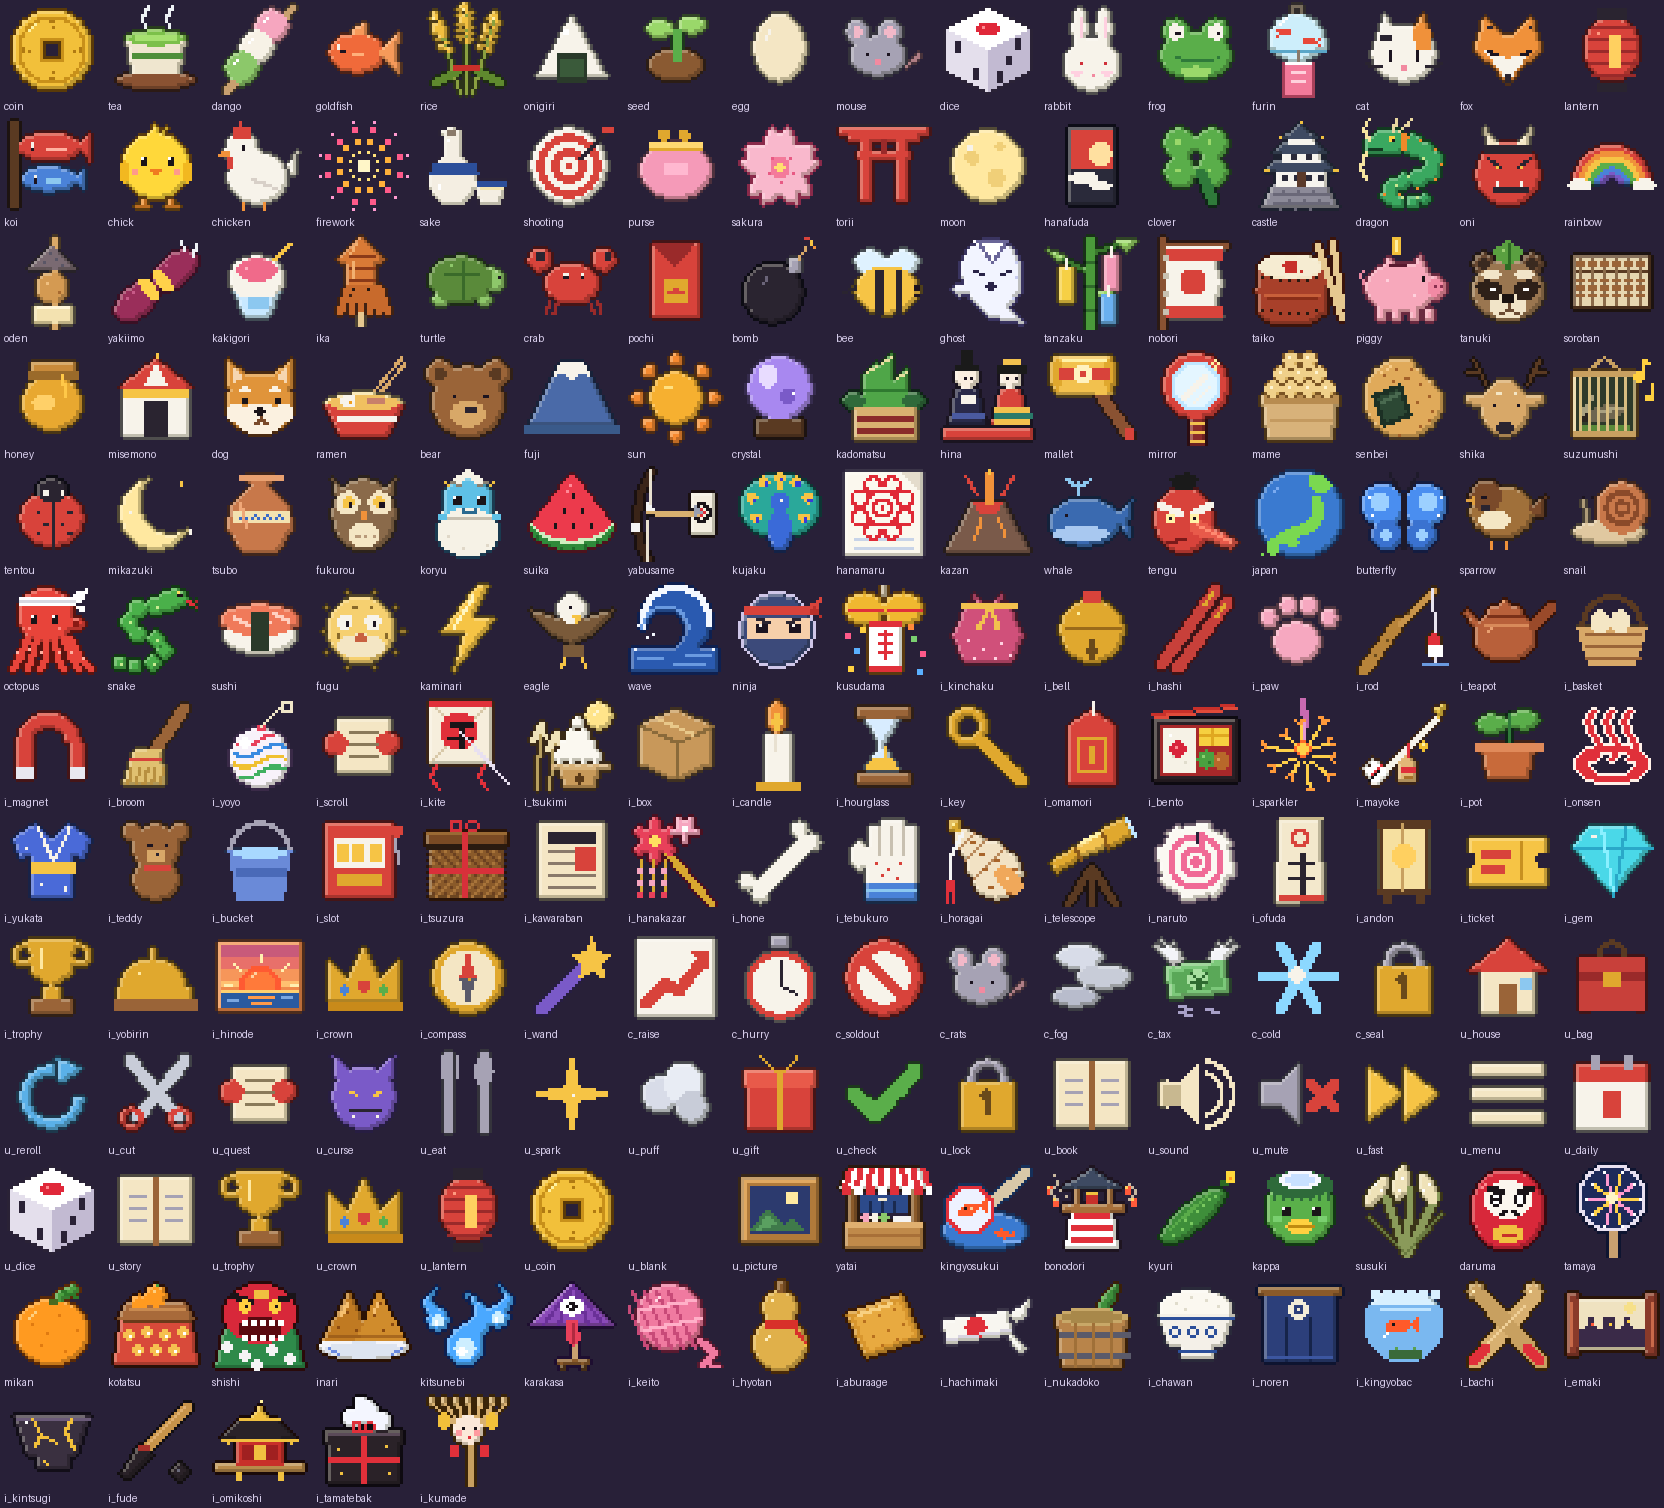 coin tea dango goldfish rice onigiri seed egg mouse dice rabbit frog furin cat fox lantern
koi chick chicken firework sake shooting purse sakura torii moon hanafuda clover castle dragon oni rainbow
oden yakiimo kakigori ika turtle crab pochi bomb bee ghost tanzaku nobori taiko piggy tanuki soroban
honey misemono dog ramen bear fuji sun crystal kadomatsu hina mallet mirror mame senbei shika suzumushi
tentou mikazuki tsubo fukurou koryu suika yabusame kujaku hanamaru kazan whale tengu japan butterfly sparrow snail
octopus snake sushi fugu kaminari eagle wave ninja kusudama i_kinchaku i_bell i_hashi i_paw i_rod i_teapot i_basket
i_magnet i_broom i_yoyo i_scroll i_kite i_tsukimi i_box i_candle i_hourglass i_key i_omamori i_bento i_sparkler i_mayoke i_pot i_onsen
i_yukata i_teddy i_bucket i_slot i_tsuzura i_kawaraban i_hanakazar i_hone i_tebukuro i_horagai i_telescope i_naruto i_ofuda i_andon i_ticket i_gem
i_trophy i_yobirin i_hinode i_crown i_compass i_wand c_raise c_hurry c_soldout c_rats c_fog c_tax c_cold c_seal u_house u_bag
u_reroll u_cut u_quest u_curse u_eat u_spark u_puff u_gift u_check u_lock u_book u_sound u_mute u_fast u_menu u_daily
u_dice u_story u_trophy u_crown u_lantern u_coin u_blank u_picture yatai kingyosukui bonodori kyuri kappa susuki daruma tamaya
mikan kotatsu shishi inari kitsunebi karakasa i_keito i_hyotan i_aburaage i_hachimaki i_nukadoko i_chawan i_noren i_kingyobac i_bachi i_emaki
i_kintsugi i_fude i_omikoshi i_tamatebak i_kumade